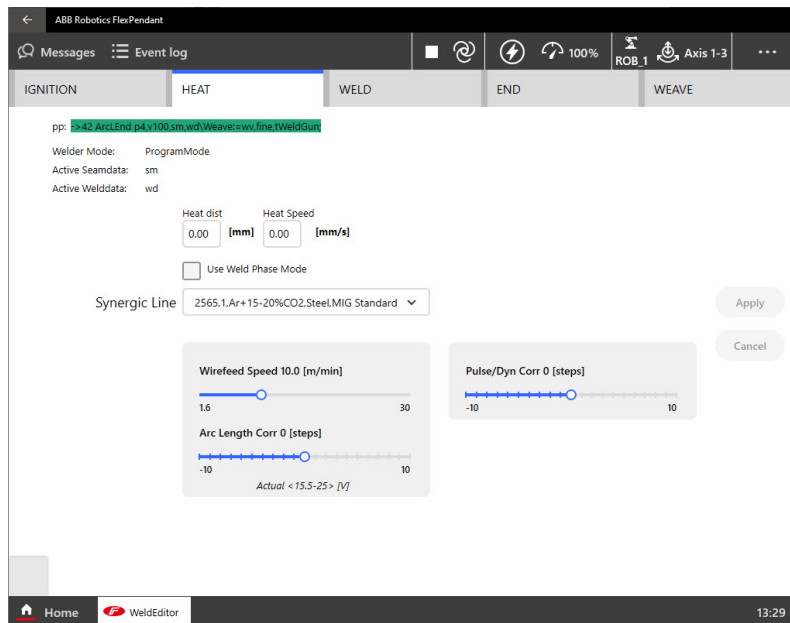 ABB Robotics FlexPendant
Messages Event log 100% ROB_1 Axis 1-3 ...
IGNITION HEAT WELD END WEAVE
pp: ->42 ArcLEnd p4,v100,sm,wd\Weave:=wv,fine,tWeldGun;
Welder Mode: ProgramMode
Active Seamdata: sm
Active Welddata: wd
Heat dist Heat Speed
0.00 [mm] 0.00 [mm/s]
Use Weld Phase Mode
Synergic Line 2565,1,Ar+15-20%CO2,Steel,MIG Standard
Apply
Cancel
Wirefeed Speed 10.0 [m/min] Pulse/Dyn Corr 0 [steps]
1.6 30 -10 10
Arc Length Corr 0 [steps]
-10 10
Actual <15.5-25> [V]
Home WeldEditor 13:29